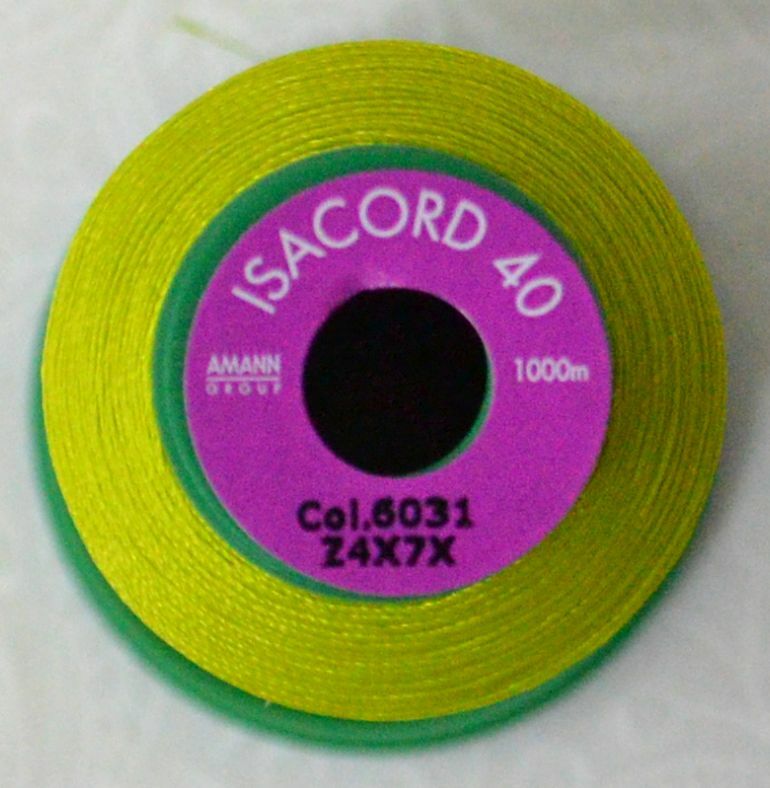 ISACORD 40
AMANN
GROUP
1000m
Col.6031
Z4X7X